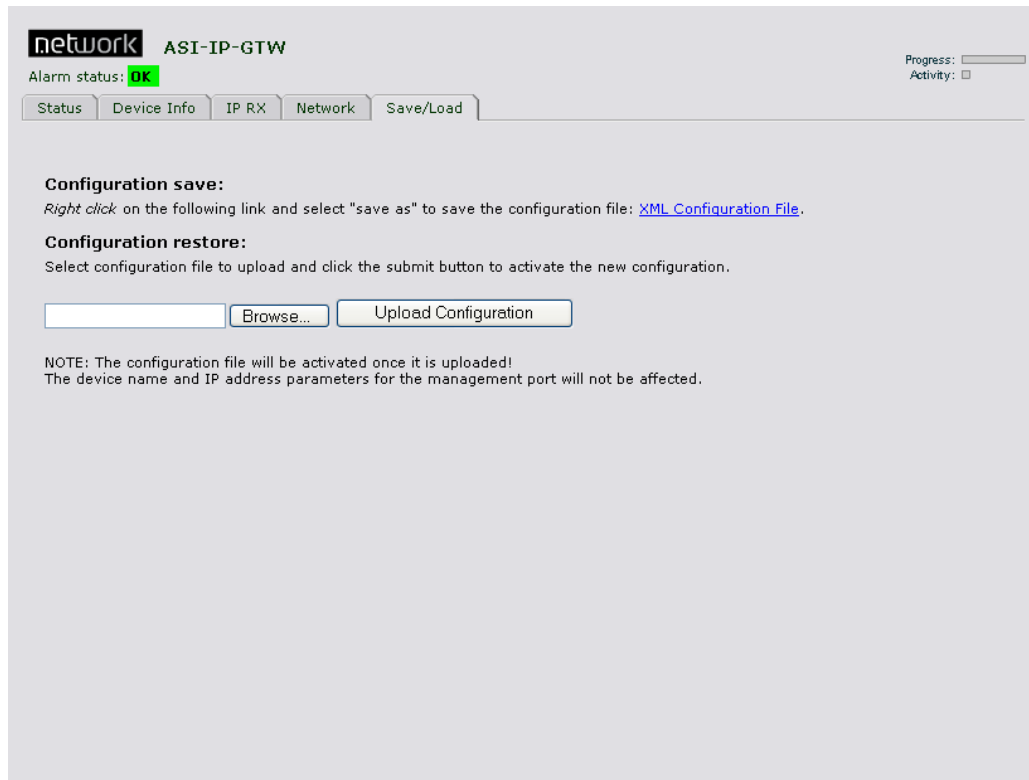 network ASI-IP-GTW
Progress:
Alarm status: OK
Activity:
Status Device Info IP RX Network Save/Load
Configuration save:
Right click on the following link and select "save as" to save the configuration file: XML Configuration File.
Configuration restore:
Select configuration file to upload and click the submit button to activate the new configuration.
Browse... Upload Configuration
NOTE: The configuration file will be activated once it is uploaded!
The device name and IP address parameters for the management port will not be affected.